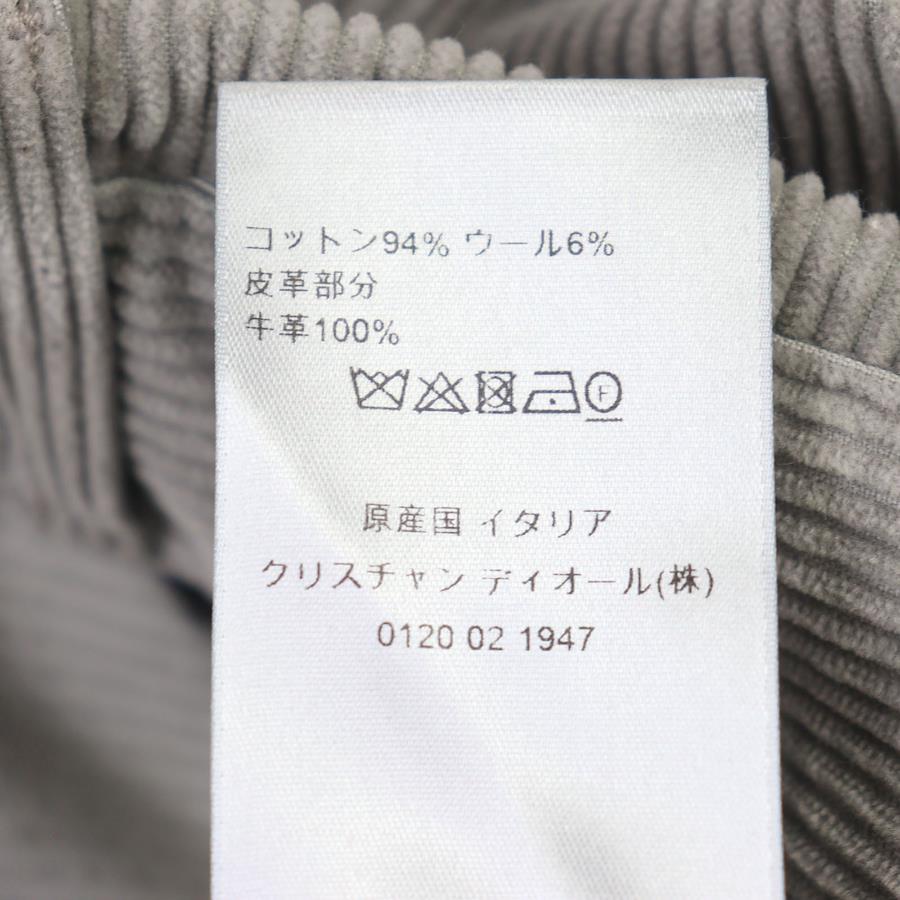 コットン94% ウール6%
皮革部分
牛革100%
F
原産国 イタリア
クリスチャン ディオール(株)
0120 02 1947